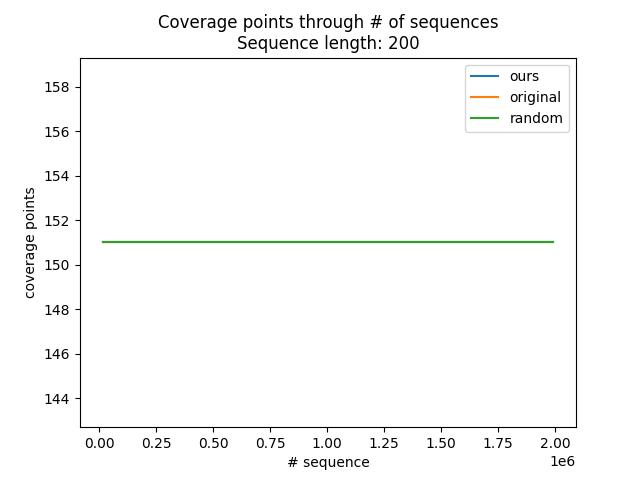 Coverage points through # of sequences
Sequence length: 200
ours
original
random
158
156
154
152
150
148
146
144
coverage points
0.00 0.25 0.50 0.75 1.00 1.25 1.50 1.75 2.00
1e6
# sequence